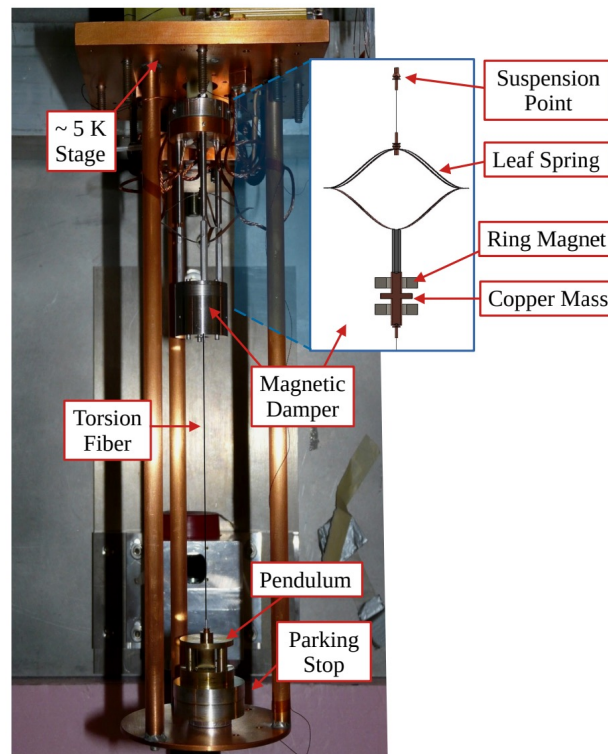 ~ 5 K
Stage
Suspension
Point
Leaf Spring
Ring Magnet
Copper Mass
Magnetic
Damper
Torsion
Fiber
Pendulum
Parking
Stop